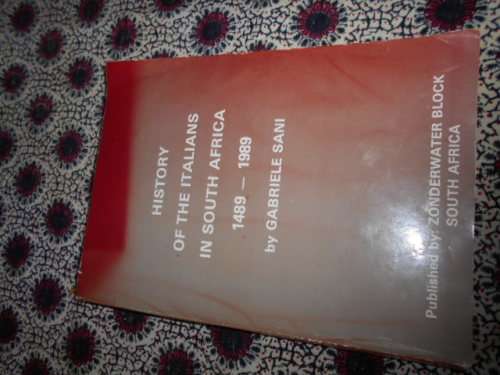 HISTORY
OF THE ITALIANS
IN SOUTH AFRICA
1489 — 1989
by GABRIELE SANI
Published by: ZONDERWATER BLOCK
SOUTH AFRICA